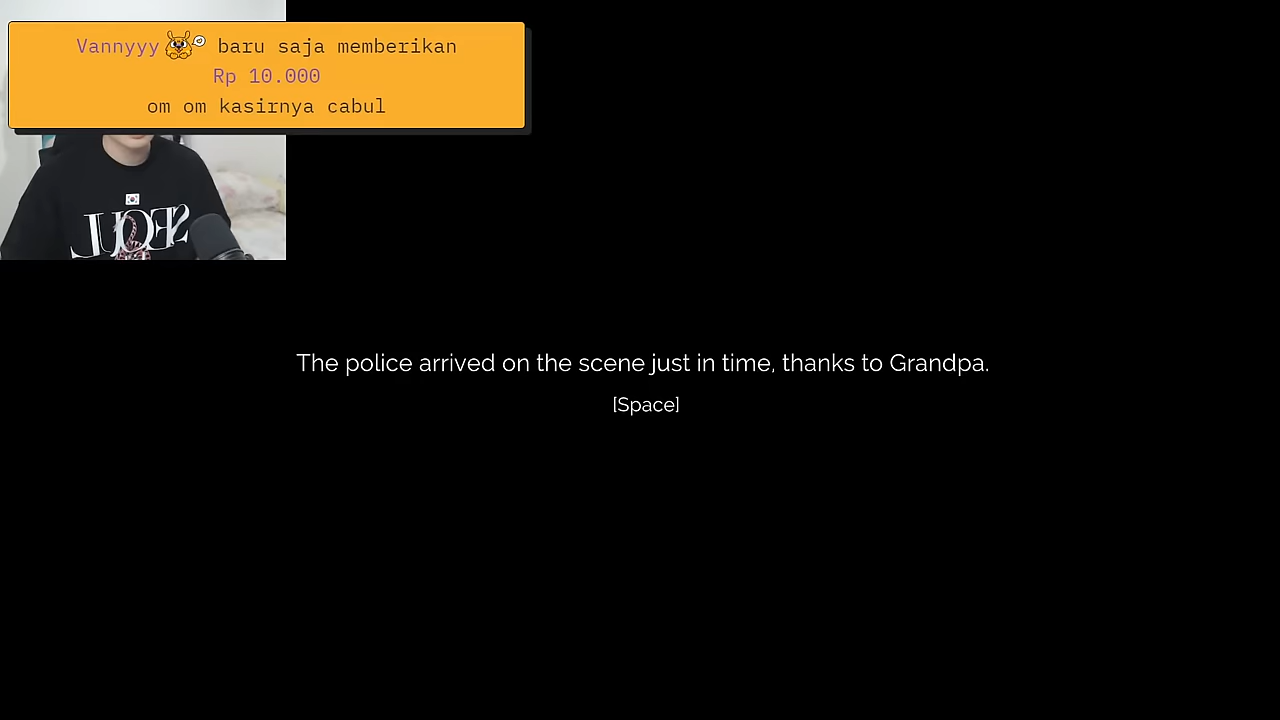 Vannyyy baru saja memberikan
Rp 10.000
om om kasirnya cabul
SEOUL
The police arrived on the scene just in time, thanks to Grandpa.
[Space]